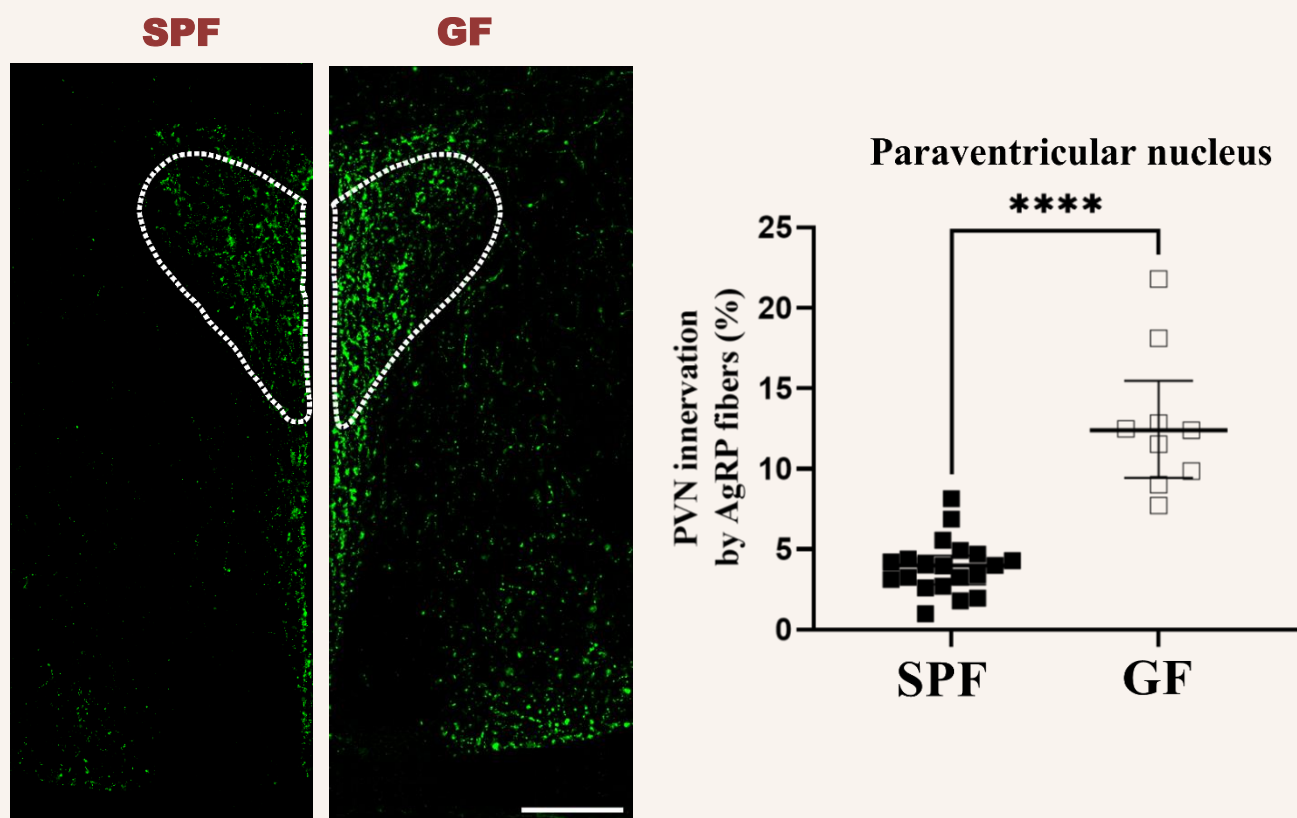 SPF
GF
Paraventricular nucleus
****
PVN innervation
by AgRP fibers (%)
25
20
15
10
5
0
SPF
GF